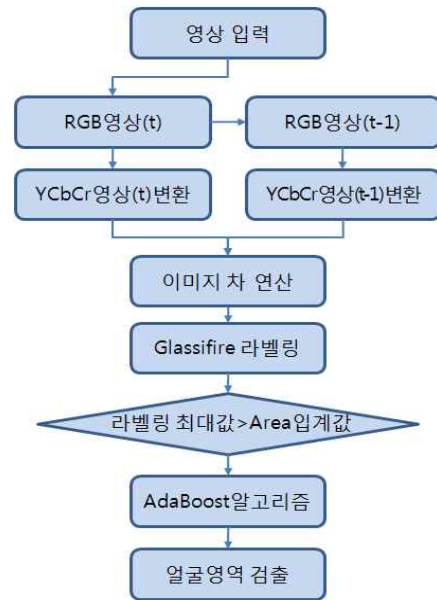 영상 입력
RGB영상(t)
RGB영상(t-1)
YCbCr영상(t)변환
YCbCr영상(t-1)변환
이미지 차 연산
Glassifire 라벨링
라벨링 최대값>Area입계값
AdaBoost알고리즘
얼굴영역 검출